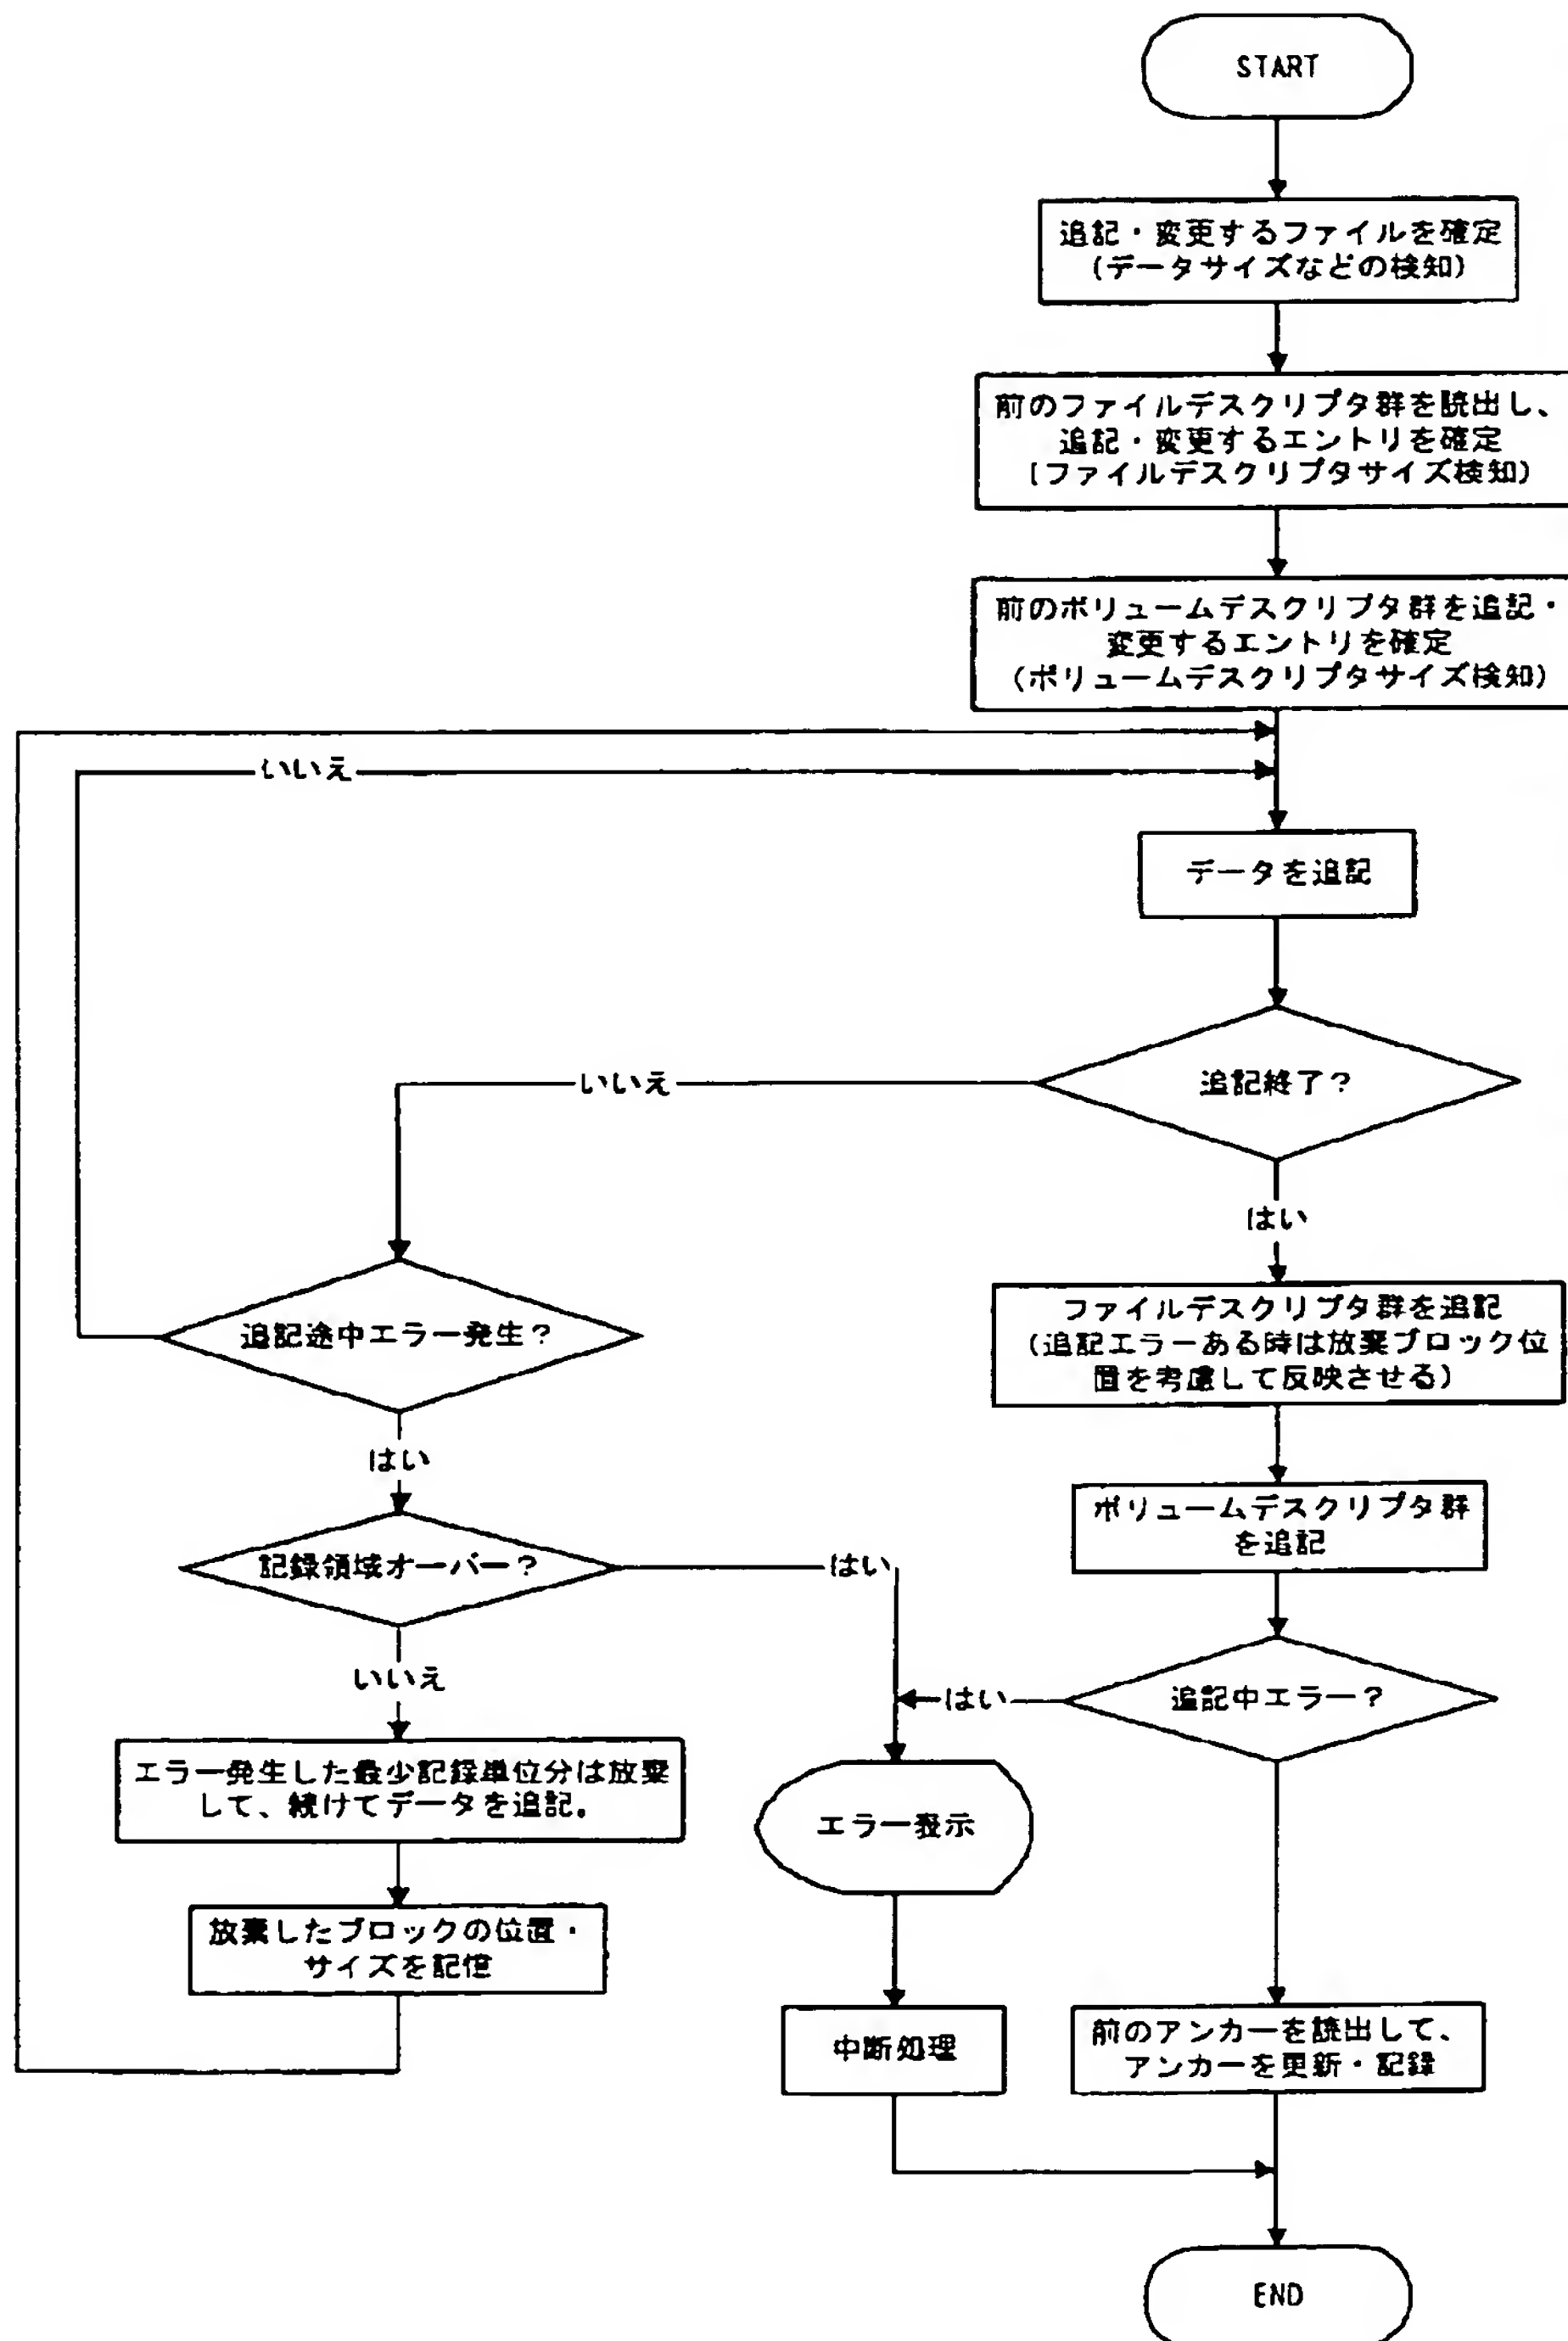 START
追記・変更するファイルを確定
(データサイズなどの検知)
前のファイルデスクリプタ群を読出し、
追記・変更するエントリを確定
(ファイルデスクリプタサイズ検知)
前のボリュームデスクリプタ群を追記・
変更するエントリを確定
(ボリュームデスクリプタサイズ検知)
いいえ
データを追記
追記終了?
いいえ
はい
追記途中エラー発生?
はい
ファイルデスクリプタ群を追記
(追記エラーある時は放棄ブロック位
置を考慮して反映させる)
ボリュームデスクリプタ群
を追記
記録領域オーバー?
はい
いいえ
追記中エラー?
はい
エラー発生した最少記録単位分は放棄
して、続けてデータを追記。
エラー表示
放棄したブロックの位置・
サイズを記憶
中断処理
前のアンカーを読出して、
アンカーを更新・記録
END